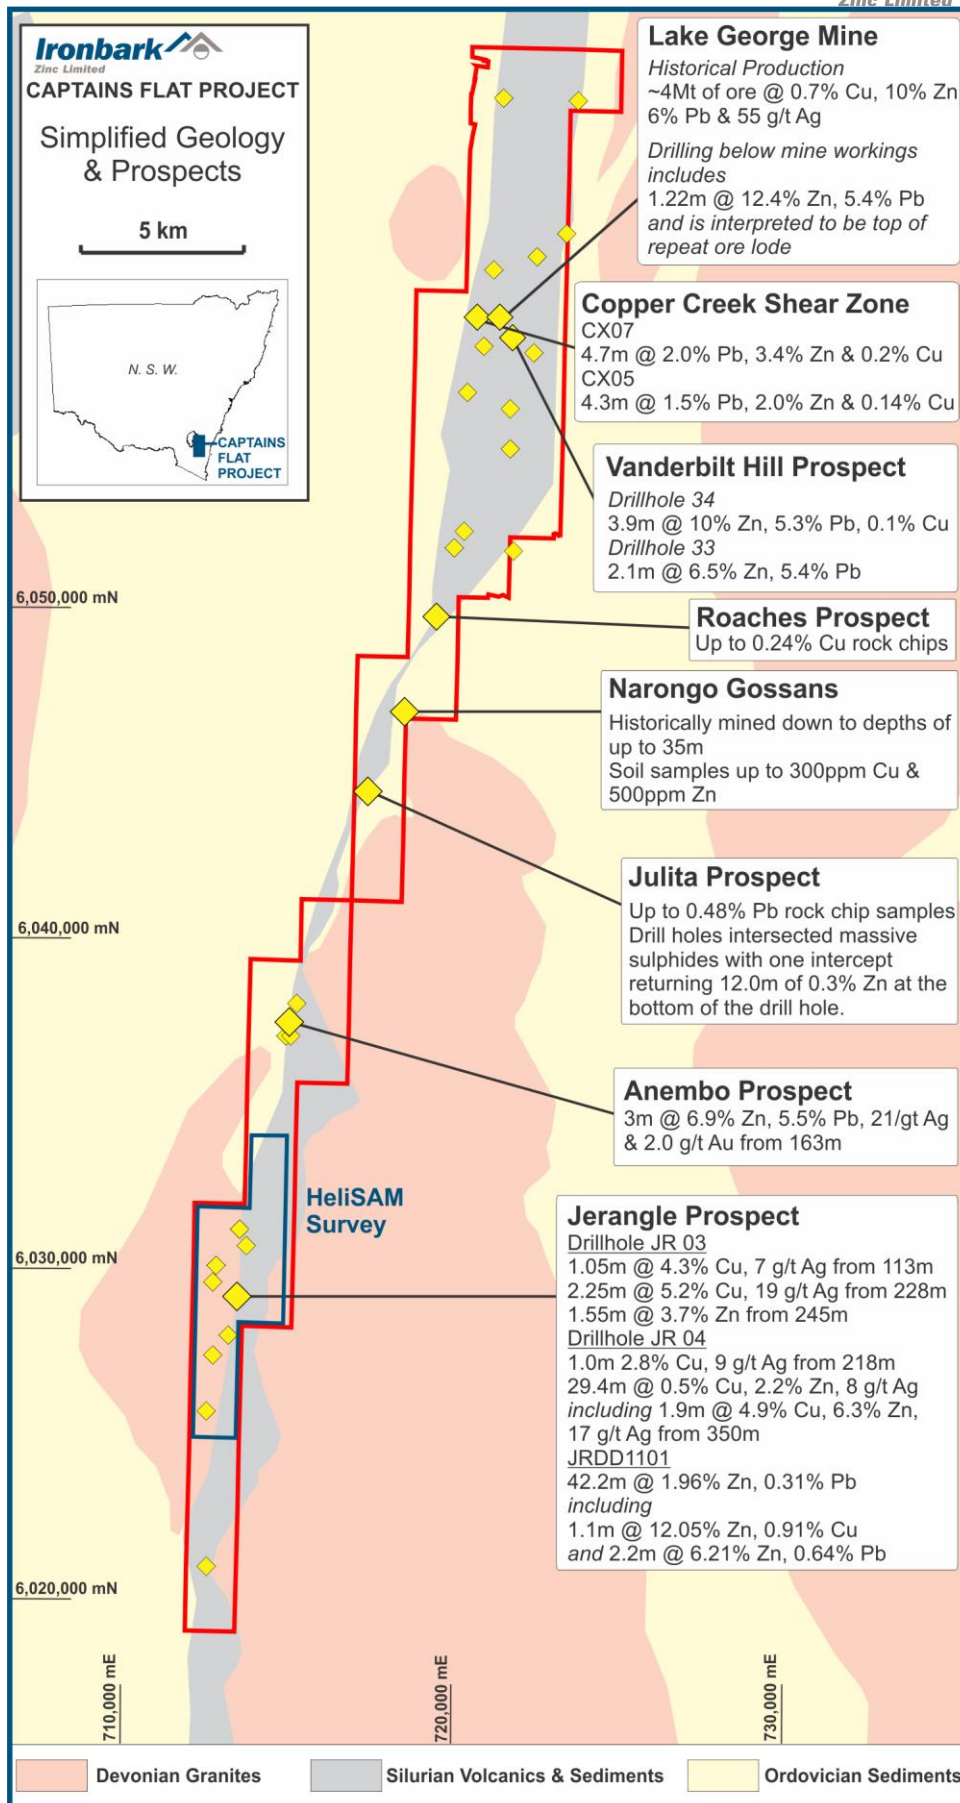 Zinc Limited
Ironbark
Zinc Limited
CAPTAINS FLAT PROJECT
Simplified Geology
& Prospects
5 km
N. S. W.
CAPTAINS
FLAT
PROJECT
Lake George Mine
Historical Production
~4Mt of ore @ 0.7% Cu, 10% Zn
6% Pb & 55 g/t Ag
Drilling below mine workings
includes
1.22m @ 12.4% Zn, 5.4% Pb
and is interpreted to be top of
repeat ore lode
Copper Creek Shear Zone
CX07
4.7m @ 2.0% Pb, 3.4% Zn & 0.2% Cu
CX05
4.3m @ 1.5% Pb, 2.0% Zn & 0.14% Cu
Vanderbilt Hill Prospect
Drillhole 34
3.9m @ 10% Zn, 5.3% Pb, 0.1% Cu
Drillhole 33
2.1m @ 6.5% Zn, 5.4% Pb
6,050,000 mN
Roaches Prospect
Up to 0.24% Cu rock chips
Narongo Gossans
Historically mined down to depths of
up to 35m
Soil samples up to 300ppm Cu &
500ppm Zn
Julita Prospect
Up to 0.48% Pb rock chip samples
Drill holes intersected massive
sulphides with one intercept
returning 12.0m of 0.3% Zn at the
bottom of the drill hole.
6,040,000 mN
Anembo Prospect
3m @ 6.9% Zn, 5.5% Pb, 21/gt Ag
& 2.0 g/t Au from 163m
HeliSAM
Survey
6,030,000 mN
Jerangle Prospect
Drillhole JR 03
1.05m @ 4.3% Cu, 7 g/t Ag from 113m
2.25m @ 5.2% Cu, 19 g/t Ag from 228m
1.55m @ 3.7% Zn from 245m
Drillhole JR 04
1.0m 2.8% Cu, 9 g/t Ag from 218m
29.4m @ 0.5% Cu, 2.2% Zn, 8 g/t Ag
including 1.9m @ 4.9% Cu, 6.3% Zn,
17 g/t Ag from 350m
JRDD1101
42.2m @ 1.96% Zn, 0.31% Pb
including
1.1m @ 12.05% Zn, 0.91% Cu
and 2.2m @ 6.21% Zn, 0.64% Pb
6,020,000 mN
710,000 mE
720,000 mE
730,000 mE
Devonian Granites
Silurian Volcanics & Sediments
Ordovician Sediments